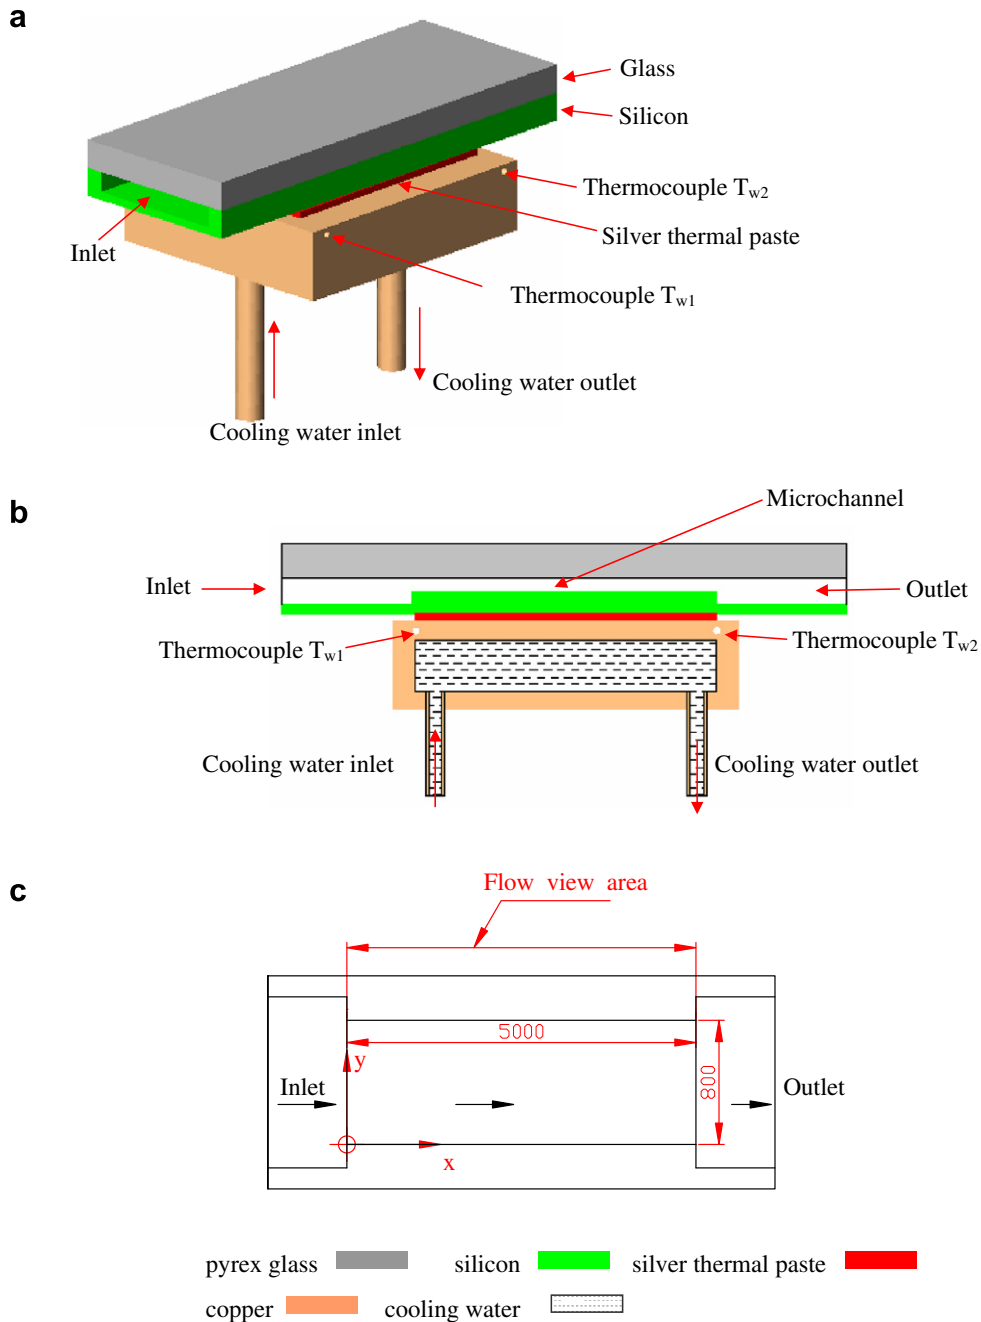 a
Glass
Silicon
Thermocouple Tw2
Silver thermal paste
Inlet
Thermocouple Tw1
Cooling water outlet
Cooling water inlet
b
Microchannel
Inlet
Outlet
Thermocouple Tw1
Thermocouple Tw2
Cooling water inlet
Cooling water outlet
c
Flow view area
5000
800
y
Inlet
Outlet
x
pyrex glass silicon silver thermal paste
copper cooling water